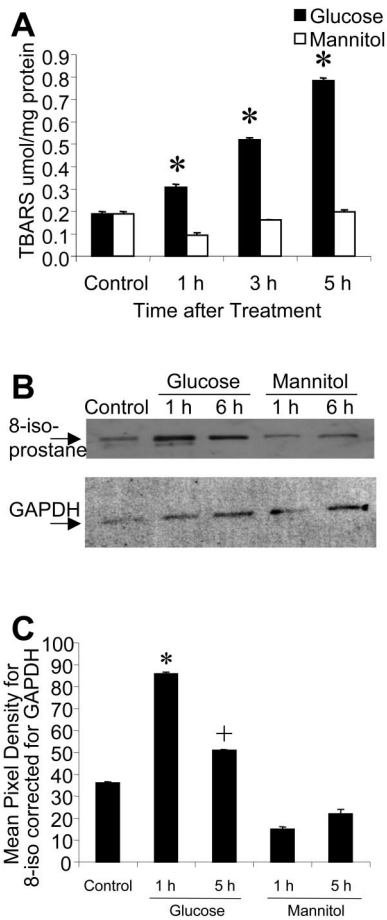 A
Glucose
Mannitol
TBARS umol/mg protein
0.9
0.8
0.7
0.6
0.5
0.4
0.3
0.2
0.1
0.0
*
*
*
Control 1 h 3 h 5 h
Time after Treatment
B
Glucose Mannitol
Control 1 h 6 h 1 h 6 h
8-iso-
prostane
GAPDH
C
Mean Pixel Density for
8-iso corrected for GAPDH
100
90
80
70
60
50
40
30
20
10
0
*
+
Control 1 h 5 h 1 h 5 h
Glucose Mannitol